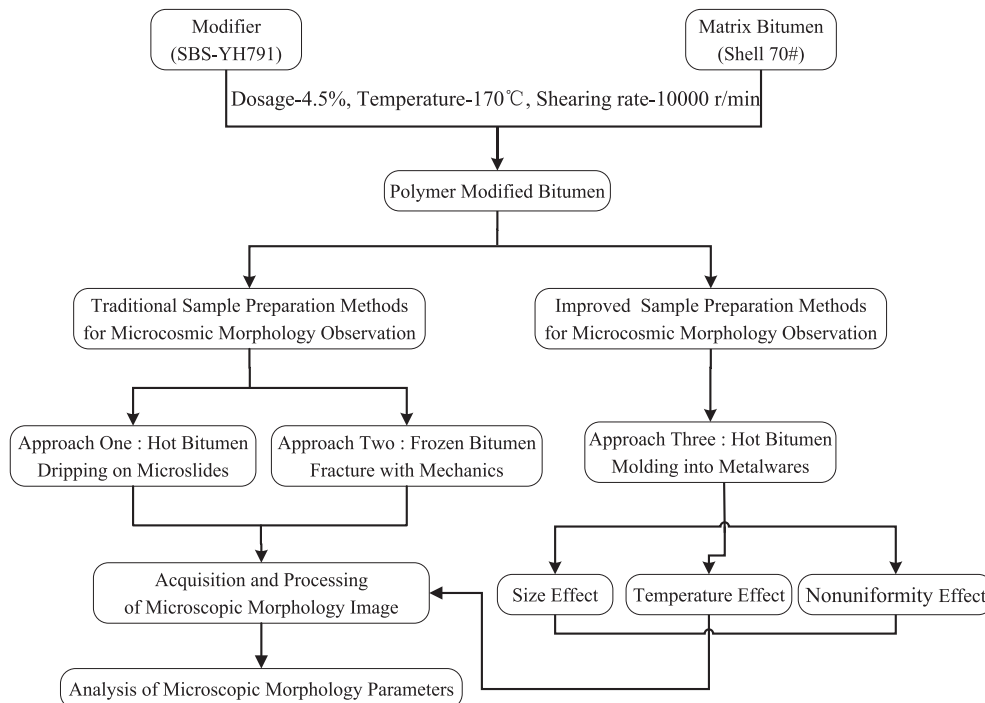 Modifier
(SBS-YH791)
Matrix Bitumen
(Shell 70#)
Dosage-4.5%, Temperature-170℃, Shearing rate-10000 r/min
Polymer Modified Bitumen
Traditional Sample Preparation Methods
for Microcosmic Morphology Observation
Improved Sample Preparation Methods
for Microcosmic Morphology Observation
Approach One : Hot Bitumen
Dripping on Microslides
Approach Two : Frozen Bitumen
Fracture with Mechanics
Approach Three : Hot Bitumen
Molding into Metalwares
Acquisition and Processing
of Microscopic Morphology Image
Size Effect
Temperature Effect
Nonuniformity Effect
Analysis of Microscopic Morphology Parameters